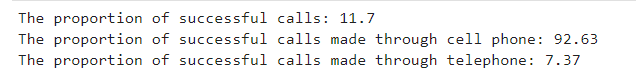 The proportion of successful calls: 11.7
The proportion of successful calls made through cell phone: 92.63
The proportion of successful calls made through telephone: 7.37